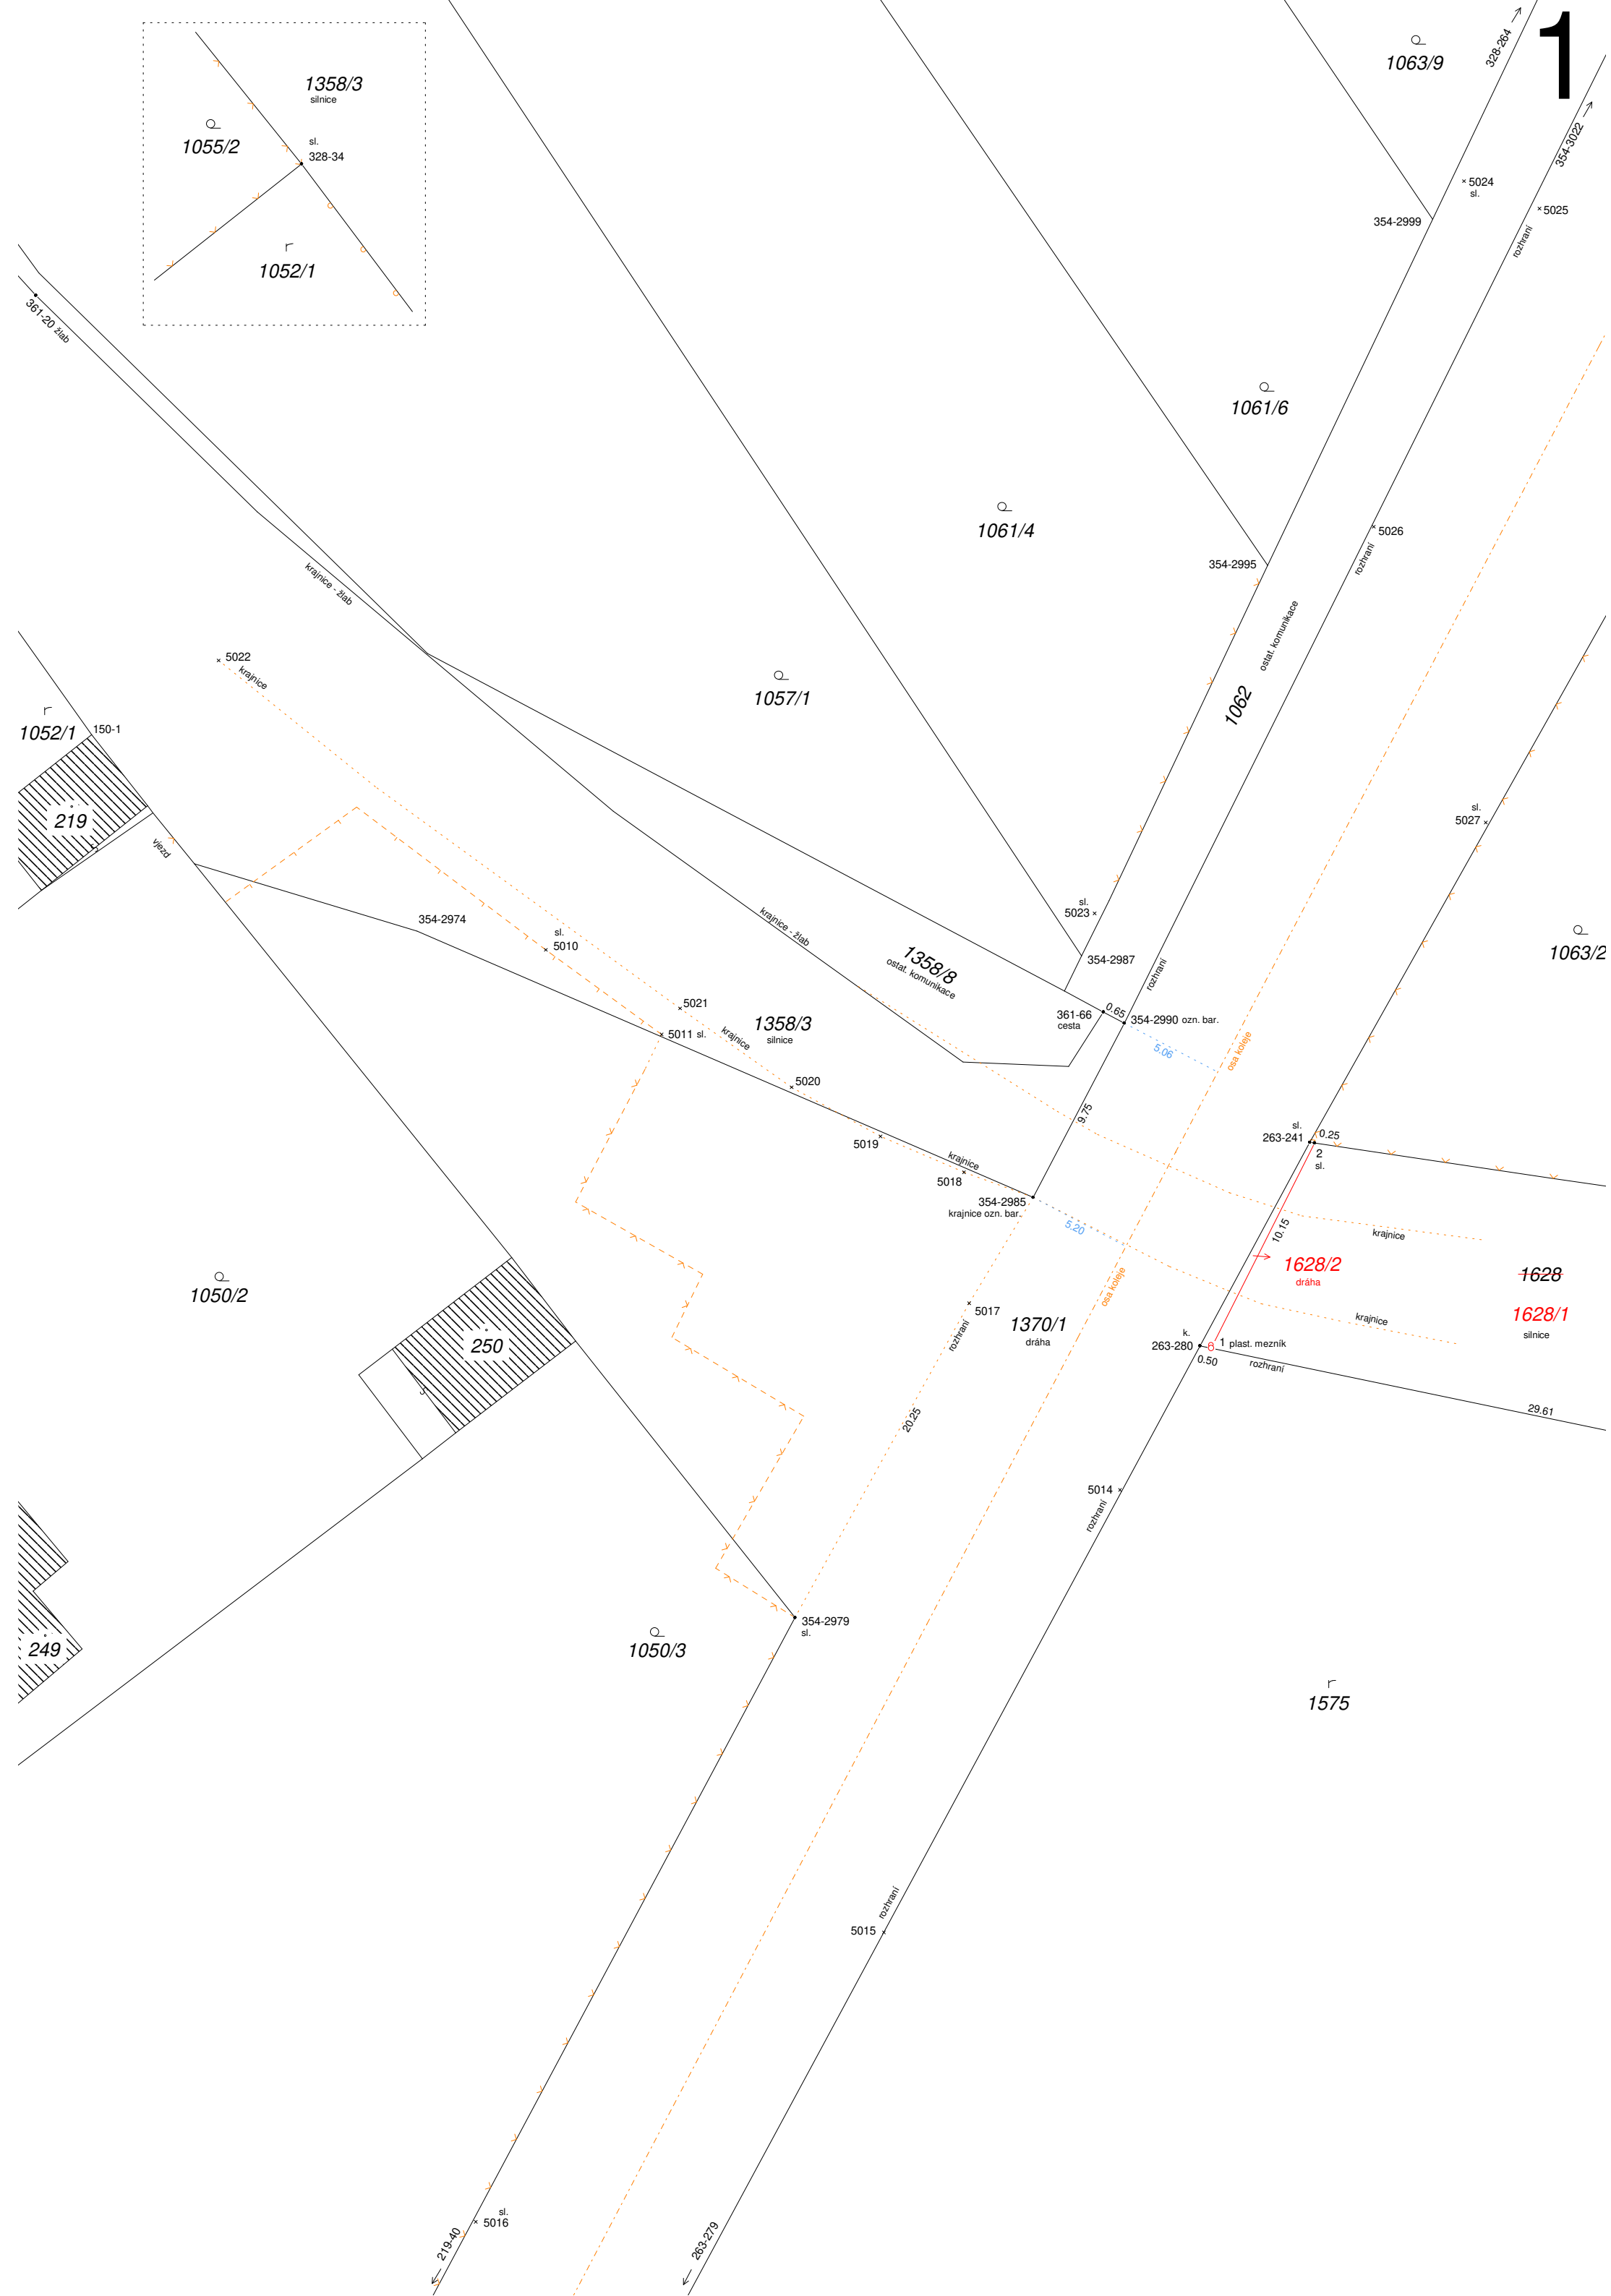 1
328-264
1063/9
354-3022
1358/3
silnice
1055/2
sl.
328-34
1052/1
5024
sl.
354-2999
5025
rozhraní
361-20 žlab
1061/6
1061/4
5026
rozhraní
354-2995
krajnice - žlab
ostat. komunikace
1062
5022
krajnice
1057/1
1052/1
150-1
219
vjezd
sl.
5027
354-2974
sl.
5010
krajnice - žlab
sl.
5023
1063/2
354-2987
1358/8
ostat. komunikace
rozhraní
5021
361-66
cesta
0.65
354-2990 ozn. bar.
1358/3
silnice
5011 sl.
krajnice
5.06
osa koleje
5020
9.75
5019
sl.
263-241
0.25
2
sl.
krajnice
5018
354-2985
krajnice ozn. bar.
5.20
10.15
krajnice
1628/2
dráha
1628
1050/2
osa koleje
5017
1628/1
silnice
rozhraní
1370/1
dráha
krajnice
250
k.
263-280
1 plast. mezník
0.50
rozhraní
29.61
20.25
5014
rozhraní
354-2979
sl.
249
1050/3
1575
rozhraní
5015
sl.
5016
219-40
263-279